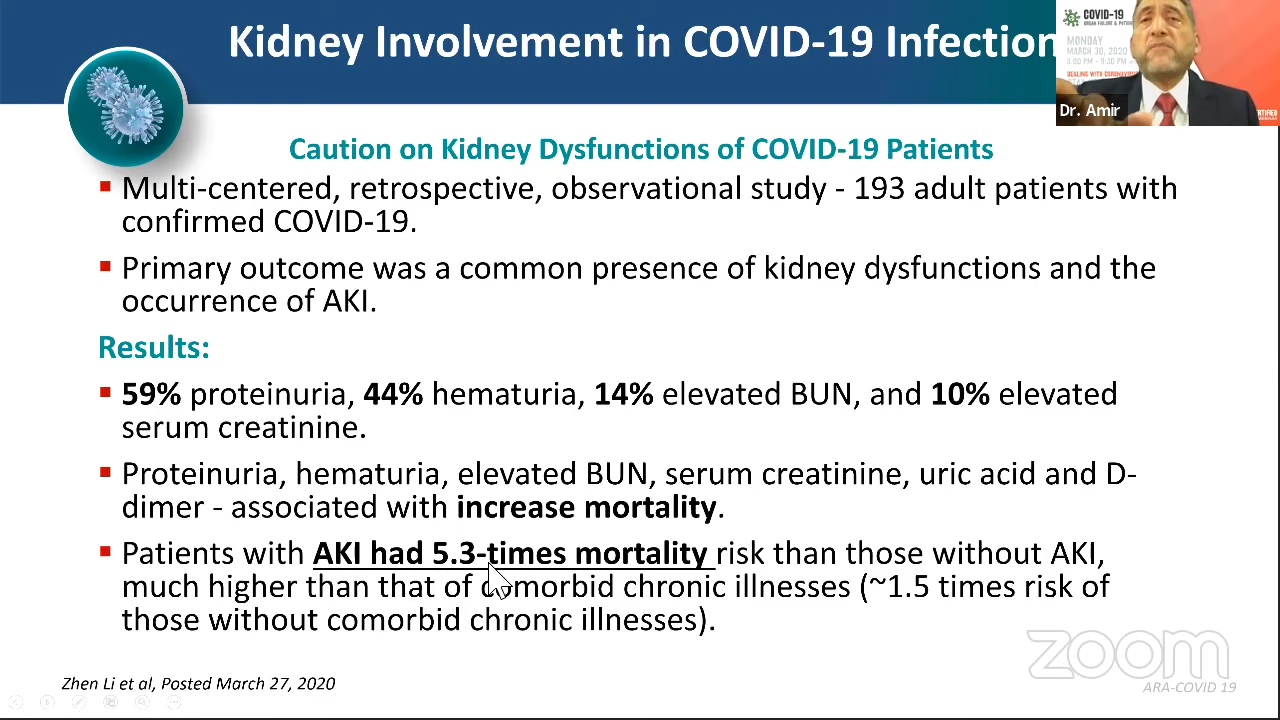 Kidney Involvement in COVID-19 Infection
COVID-19
ORGAN FAILURE &
MONDAY
MARCH 30, 2020
8:00 PM - 9:30 PM
DEALING WITH CORONAVIRUS
Dr. Amir
Caution on Kidney Dysfunctions of COVID-19 Patients
▪ Multi-centered, retrospective, observational study - 193 adult patients with
confirmed COVID-19.
▪ Primary outcome was a common presence of kidney dysfunctions and the
occurrence of AKI.
Results:
▪ 59% proteinuria, 44% hematuria, 14% elevated BUN, and 10% elevated
serum creatinine.
▪ Proteinuria, hematuria, elevated BUN, serum creatinine, uric acid and D-
dimer - associated with increase mortality.
▪ Patients with AKI had 5.3-times mortality risk than those without AKI,
much higher than that of comorbid chronic illnesses (~1.5 times risk of
those without comorbid chronic illnesses).
zoom
Zhen Li et al, Posted March 27, 2020
ARA-COVID 19